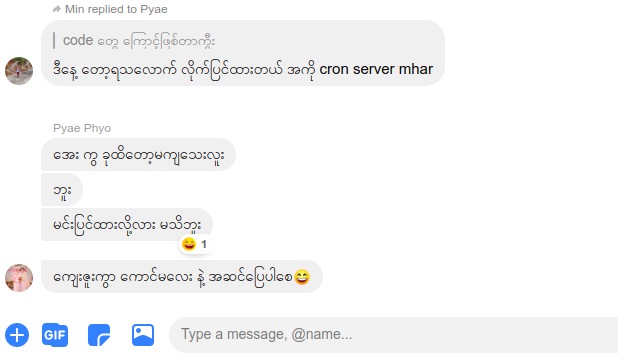 Min replied to Pyae
code တွေ ကြောင့်ဖြစ်တာကွီး
ဒီနေ့ တော့ရသလောက် လိုက်ပြင်ထားတယ် အကို cron server mhar
Pyae Phyo
အေး ကွ ခုထိတော့မကျသေးလူး
ဘူး
မင်းပြင်ထားလို့လား မသိဘူး
1
ကျေးဇူးကွာ ကောင်မလေး နဲ့ အဆင်ပြေပါစေ😄
GIF
Type a message, @name...